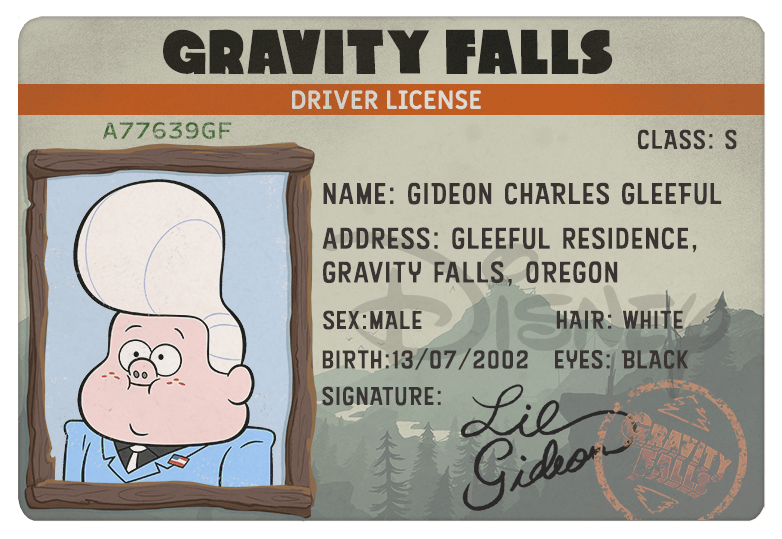 GRAVITY FALLS
DRIVER LICENSE
A77639GF
CLASS: S
NAME: GIDEON CHARLES GLEEFUL
ADDRESS: GLEEFUL RESIDENCE,
GRAVITY FALLS, OREGON
DISNEY
SEX:MALE HAIR: WHITE
BIRTH:13/07/2002 EYES: BLACK
SIGNATURE:
Lil
Gideon
GRAVITY
FALLS